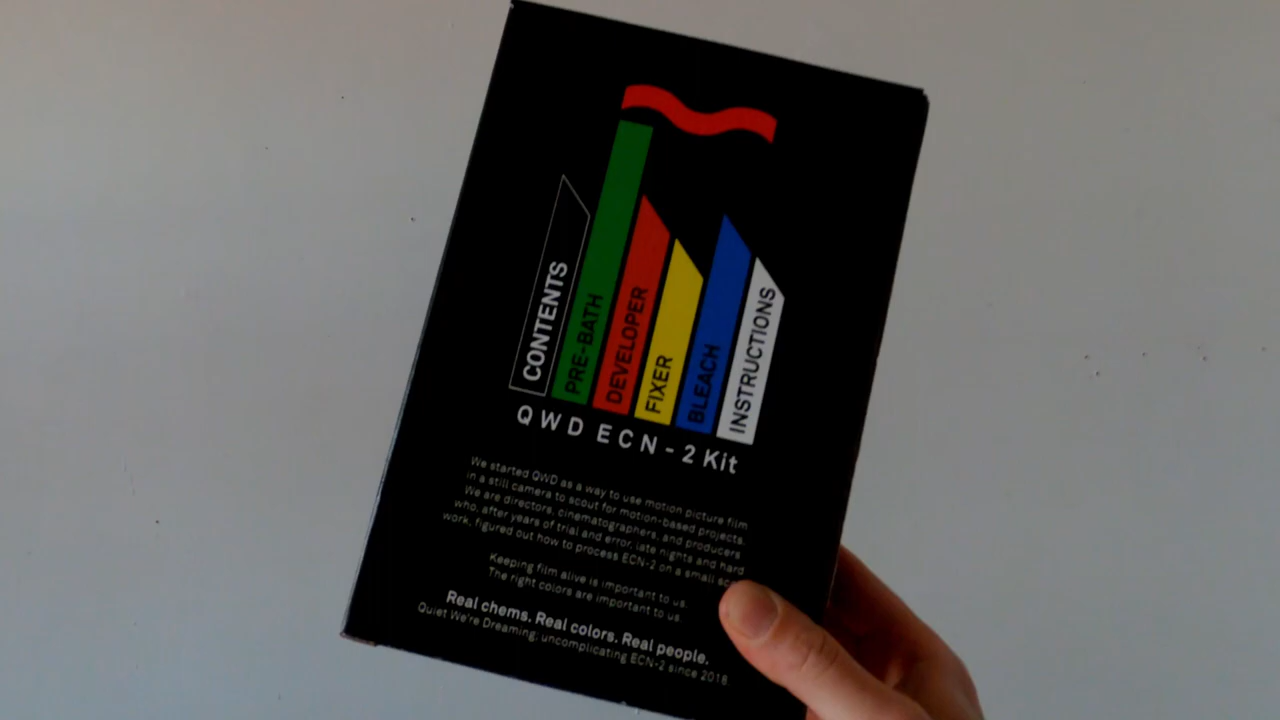 CONTENTS
PRE-BATH
DEVELOPER
FIXER
BLEACH
INSTRUCTIONS
QWD ECN-2 Kit
We started QWD as a way to use motion picture film
in a still camera to scout for motion-based projects.
We are directors, cinematographers, and producers
who, after years of trial and error, late nights and hard
work, figured out how to process ECN-2 on a small
Keeping film alive is important to us.
The right colors are important to us.
Real chems. Real colors. Real people.
Quiet We're Dreaming, uncomplicating ECN-2 since 2018.